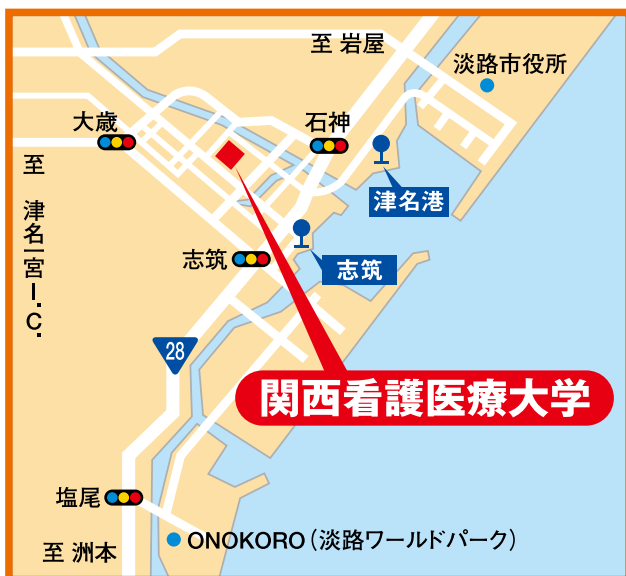 至 岩屋
淡路市役所
大歳
石神
至 津名一宮I.C.
津名港
志筑
志筑
28
関西看護医療大学
塩尾
ONOKORO（淡路ワールドパーク）
至 洲本